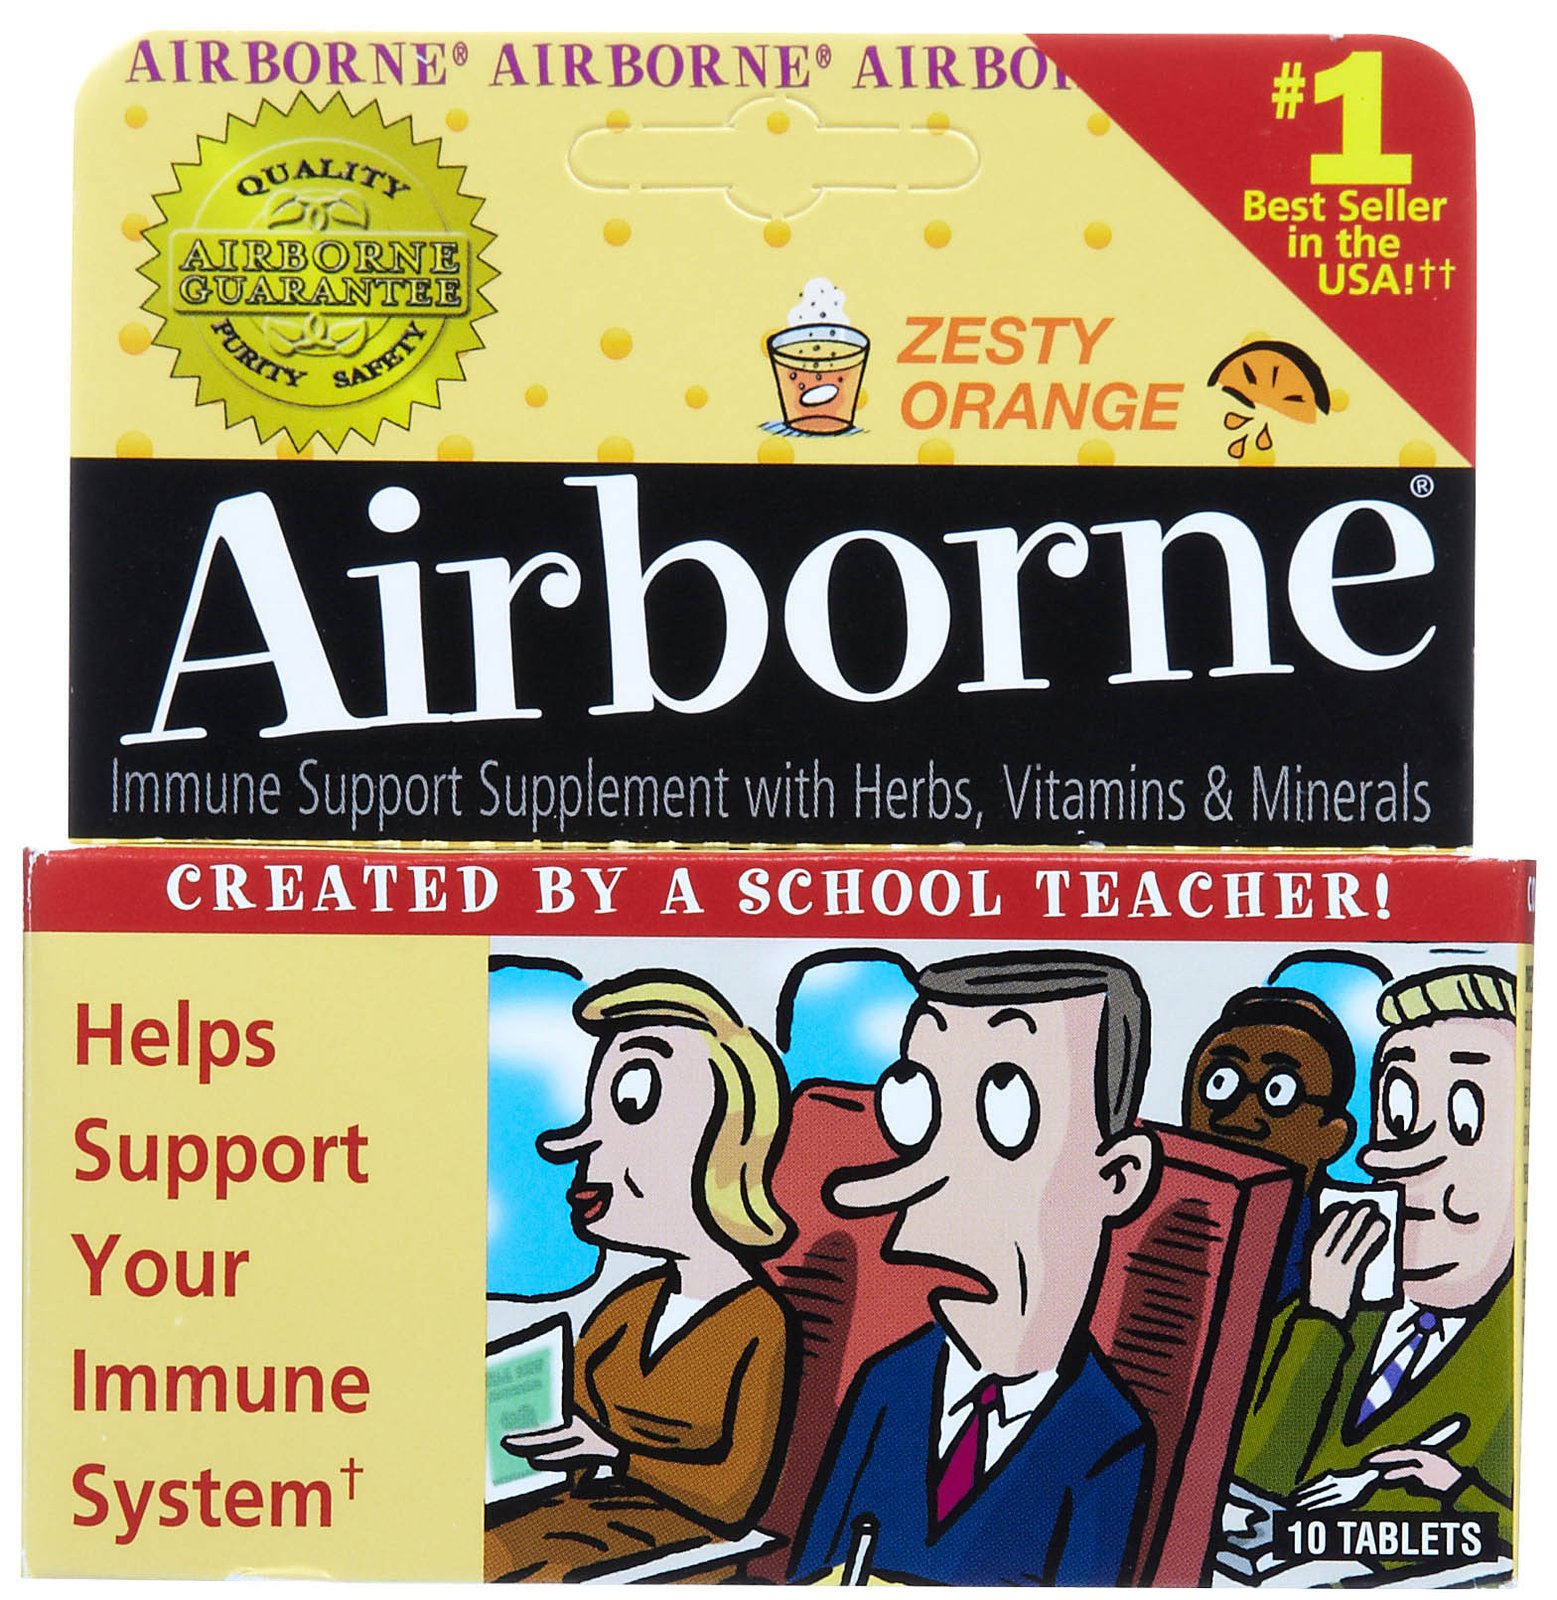 AIRBORNE® AIRBORNE® AIRBO
#1
Best Seller
in the
USA!††
QUALITY
AIRBORNE
GUARANTEE
PURITY SAFETY
ZESTY
ORANGE
Airborne®
Immune Support Supplement with Herbs, Vitamins & Minerals
CREATED BY A SCHOOL TEACHER!
Helps
Support
Your
Immune
System†
10 TABLETS